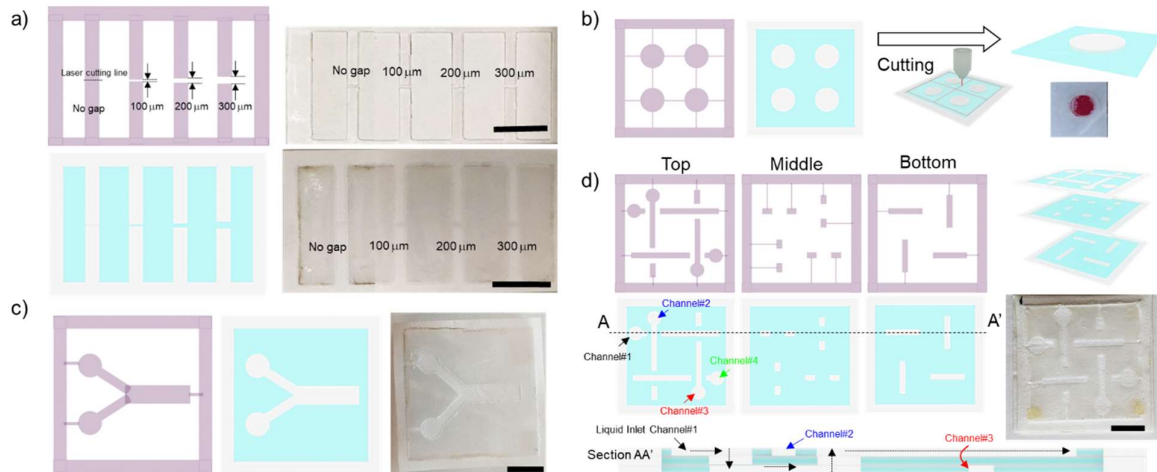 a)
Laser cutting line
No gap
100 μm
200 μm
300 μm
No gap
100 μm
200 μm
300 μm
No gap
100 μm
200 μm
300 μm
b)
Cutting
c)
d)
Top
Middle
Bottom
A
A'
Channel#2
Channel#1
Channel#4
Channel#3
Liquid Inlet Channel#1
Channel#2
Channel#3
Section AA'